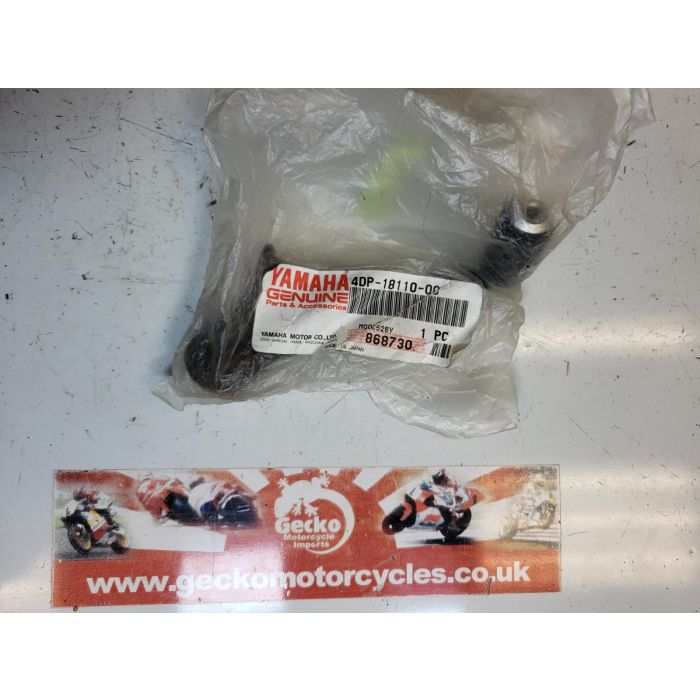 YAMAHA
GENUINE
Parts & Accessories
4DP-18110-00
1 PC
YAMAHA MOTOR CO., LTD.
868730
Gecko
Motorcycle
Imports
www.geckomotorcycles.co.uk